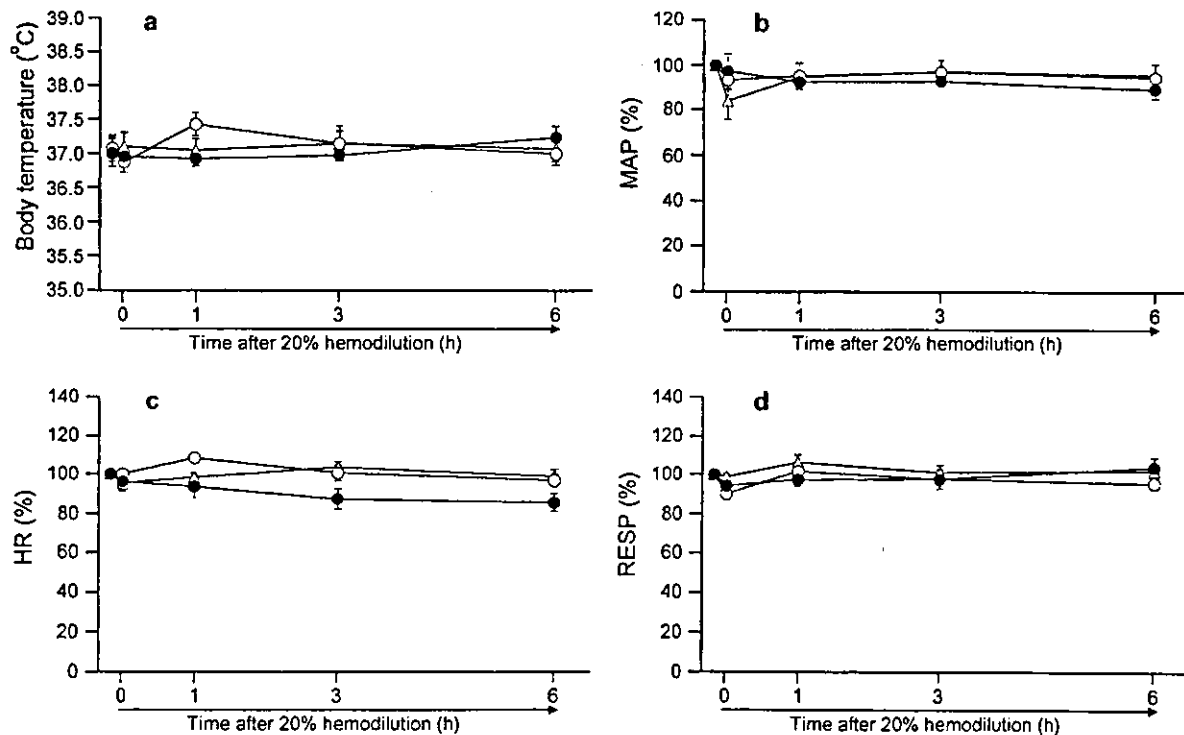 a
Body temperature (°C)
39.0
38.5
38.0
37.5
37.0
36.5
36.0
35.5
35.0
0 1 3 6
Time after 20% hemodilution (h)
b
MAP (%)
120
100
80
60
40
20
0
0 1 3 6
Time after 20% hemodilution (h)
c
HR (%)
140
120
100
80
60
40
20
0
0 1 3 6
Time after 20% hemodilution (h)
d
RESP (%)
140
120
100
80
60
40
20
0
0 1 3 6
Time after 20% hemodilution (h)